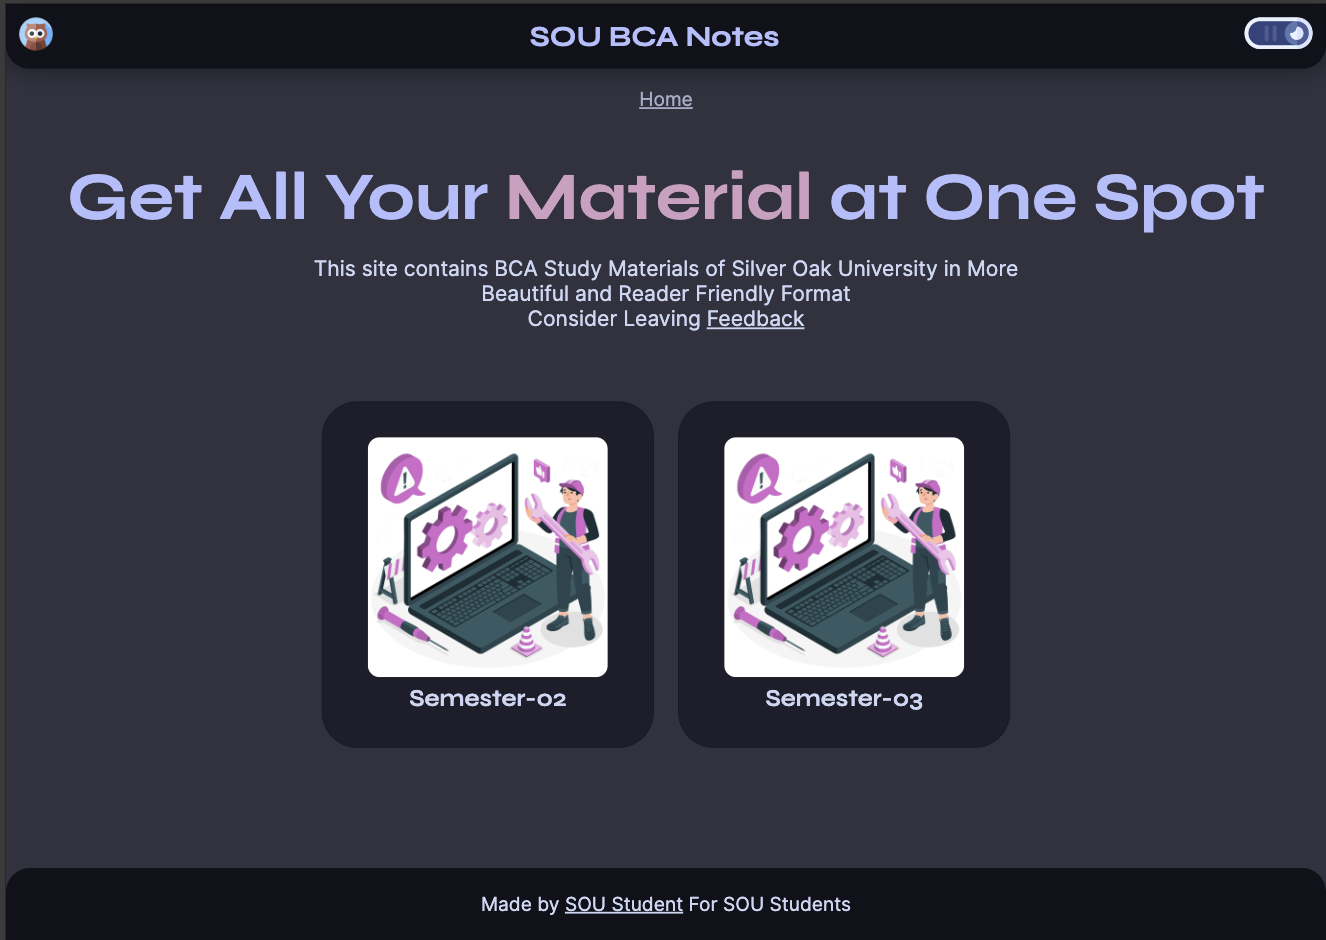 SOU BCA Notes
Home
Get All Your Material at One Spot
This site contains BCA Study Materials of Silver Oak University in More
Beautiful and Reader Friendly Format
Consider Leaving Feedback
Semester-02
Semester-03
Made by SOU Student For SOU Students